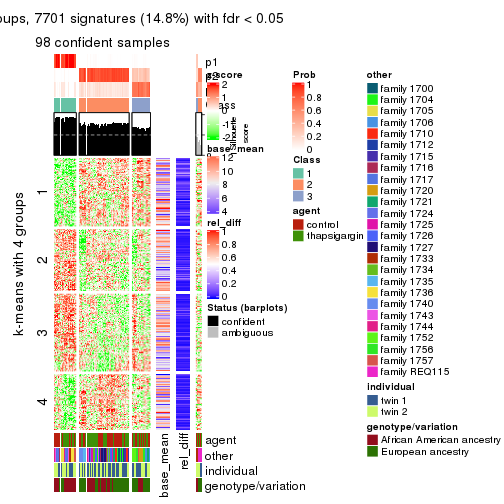 oups, 7701 signatures (14.8%) with fdr < 0.05
98 confident samples
p1
p2
Class
Silhouette
score
z-score
2
0
-2
base_mean
12
10
8
6
4
rel_diff
1
0.8
0.6
0.4
0.2
0
Status (barplots)
confident
ambiguous
Prob
1
0.8
0.6
0.4
0.2
0
Class
1
2
3
agent
control
thapsigargin
other
family 1700
family 1704
family 1705
family 1706
family 1710
family 1712
family 1715
family 1716
family 1717
family 1720
family 1721
family 1724
family 1725
family 1726
family 1727
family 1733
family 1734
family 1735
family 1736
family 1740
family 1743
family 1744
family 1752
family 1756
family 1757
family REQ115
individual
twin 1
twin 2
genotype/variation
African American ancestry
European ancestry
k-means with 4 groups
1
2
3
4
agent
other
individual
genotype/variation
base_mean
rel_diff